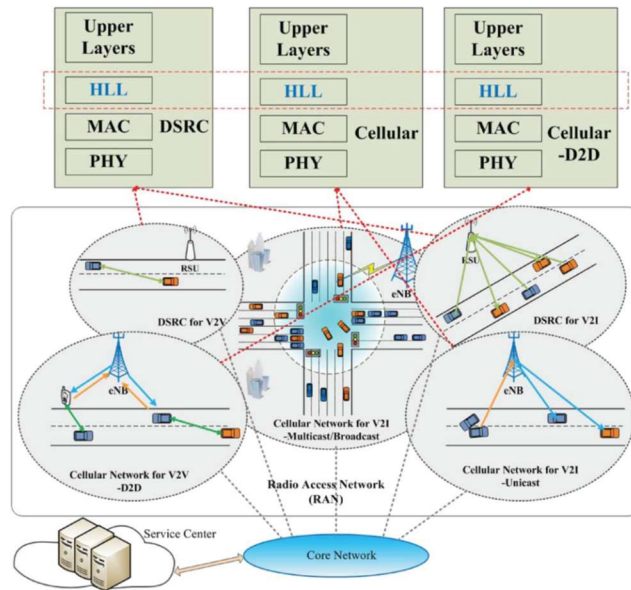 Upper
Layers
HLL
MAC
DSRC
PHY
Upper
Layers
HLL
MAC
Cellular
PHY
Upper
Layers
HLL
MAC
Cellular
-D2D
PHY
RSU
DSRC for V2V
eNB
RSU
DSRC for V2I
eNB
Cellular Network for V2V
-D2D
Cellular Network for V2I
-Multicast/Broadcast
eNB
Cellular Network for V2I
-Unicast
Radio Access Network
(RAN)
Service Center
Core Network